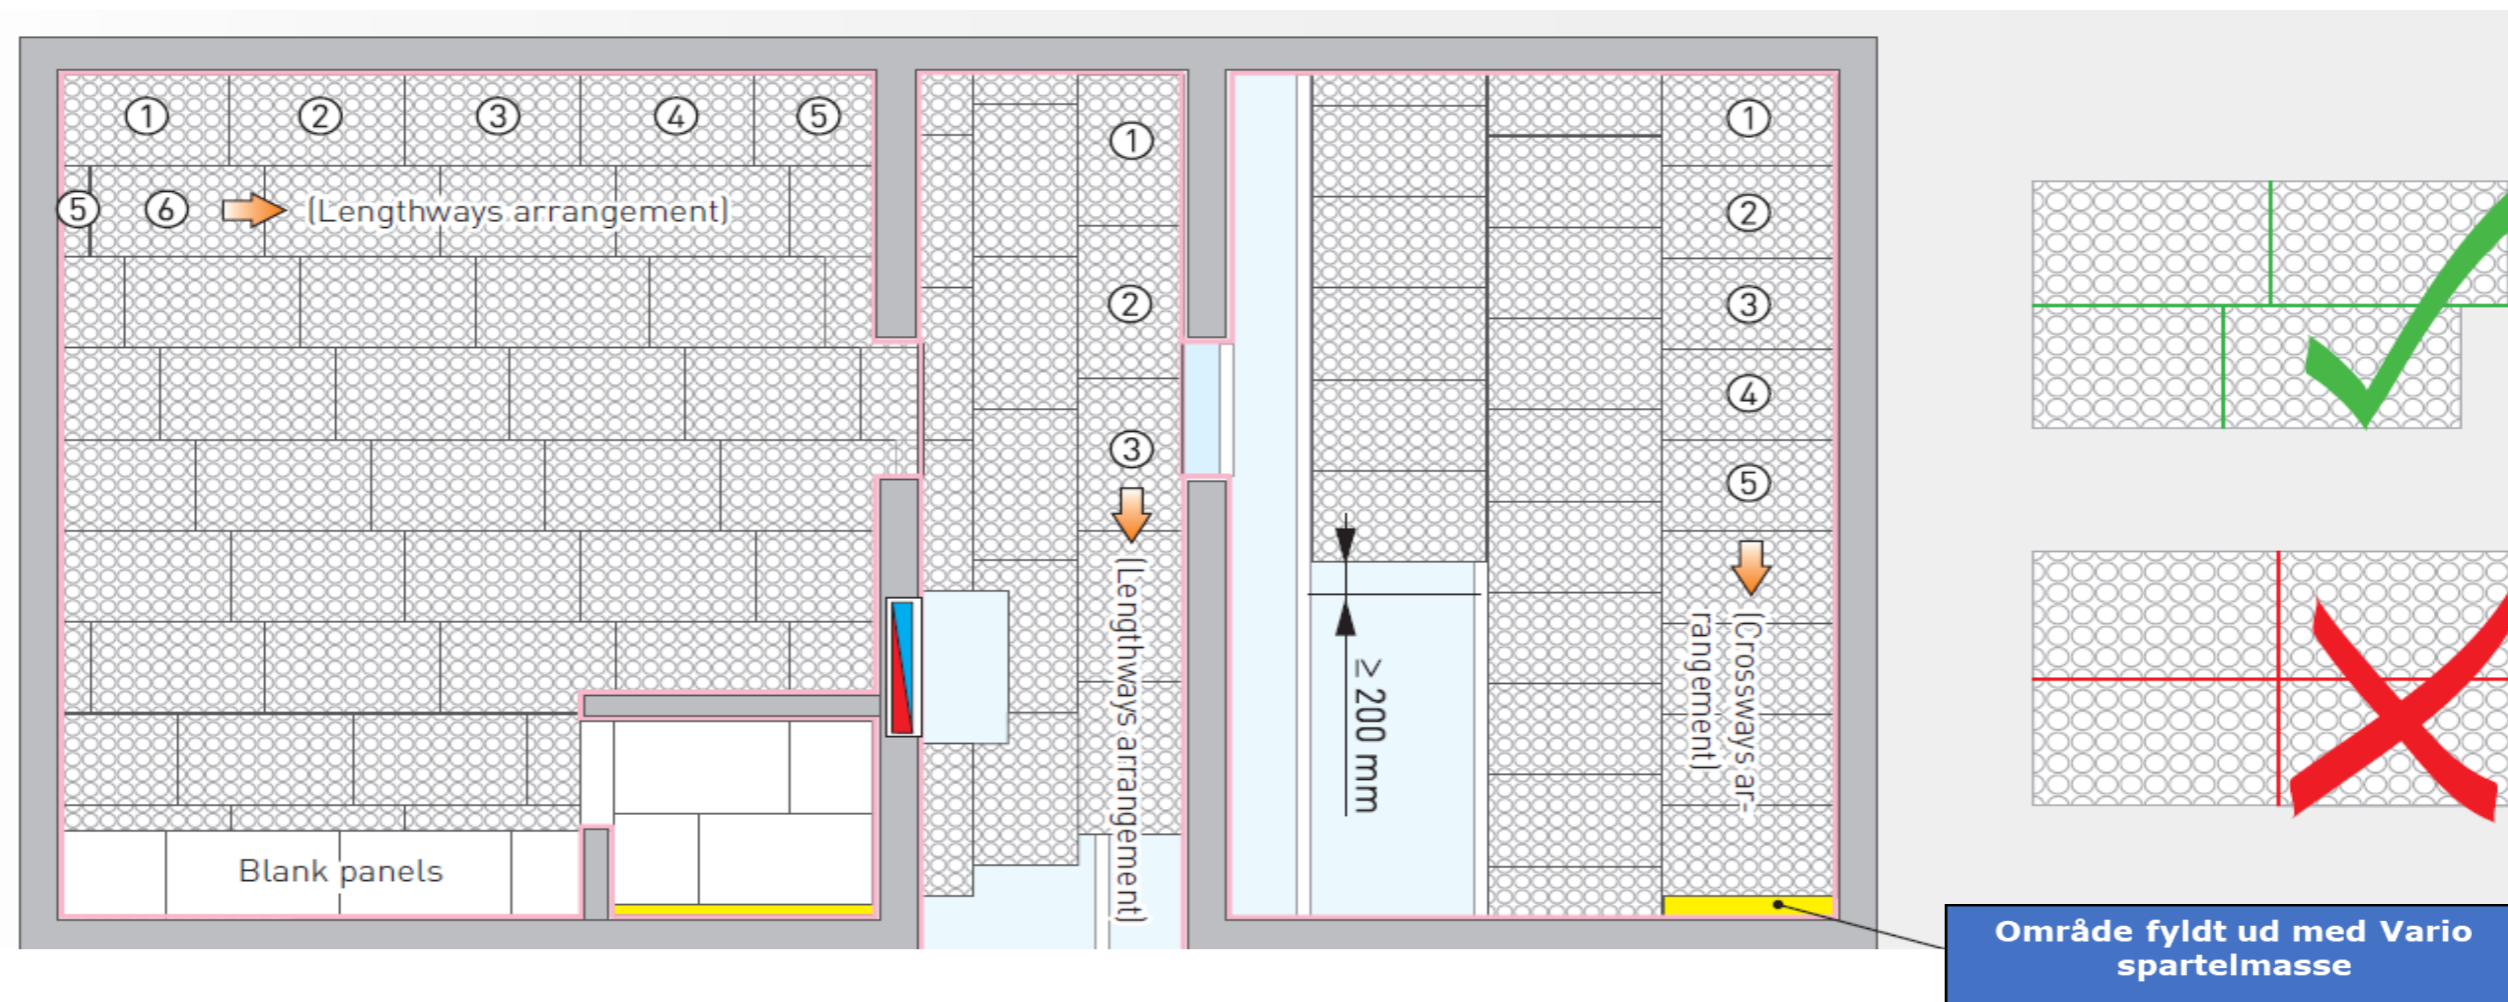 ① ② ③ ④ ⑤
⑤ ⑥ (Lengthways arrangement)
Blank panels
①
②
③
(Lengthways arrangement)
≥ 200 mm
①
②
③
④
⑤
(Crossways ar-
rangement)
Område fyldt ud med Vario
spartelmasse